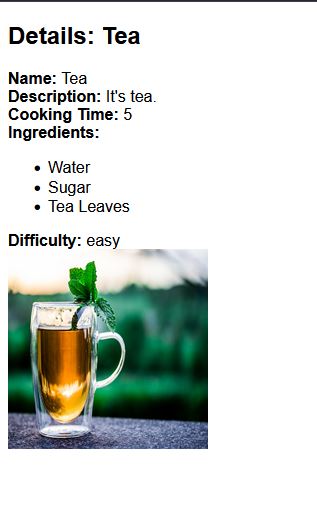 Details: Tea
Name: Tea
Description: It's tea.
Cooking Time: 5
Ingredients:
Water
Sugar
Tea Leaves
Difficulty: easy